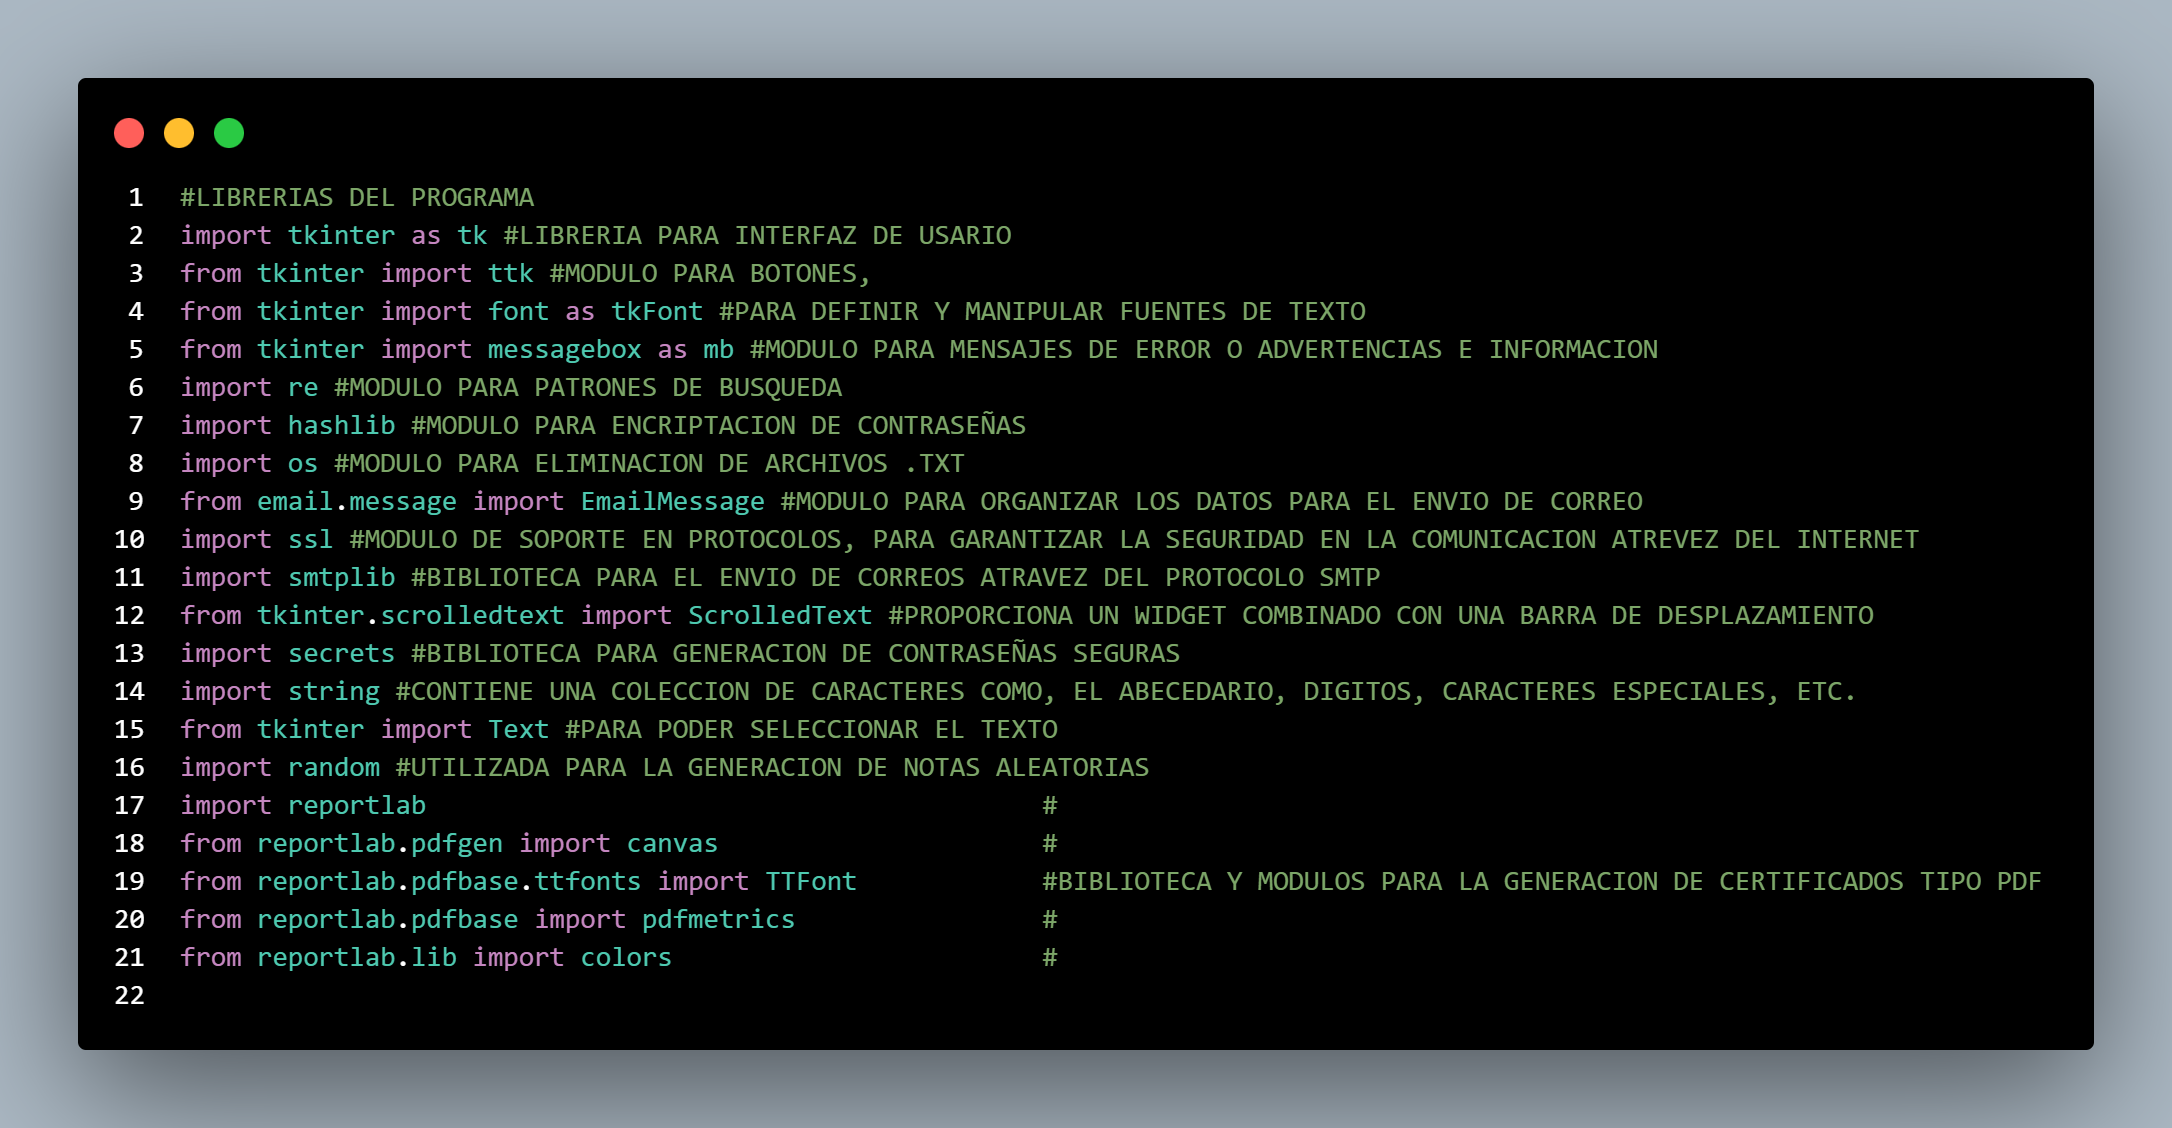 1 #LIBRERIAS DEL PROGRAMA
2 import tkinter as tk #LIBRERIA PARA INTERFAZ DE USARIO
3 from tkinter import ttk #MODULO PARA BOTONES,
4 from tkinter import font as tkFont #PARA DEFINIR Y MANIPULAR FUENTES DE TEXTO
5 from tkinter import messagebox as mb #MODULO PARA MENSAJES DE ERROR O ADVERTENCIAS E INFORMACION
6 import re #MODULO PARA PATRONES DE BUSQUEDA
7 import hashlib #MODULO PARA ENCRIPTACION DE CONTRASEÑAS
8 import os #MODULO PARA ELIMINACION DE ARCHIVOS .TXT
9 from email.message import EmailMessage #MODULO PARA ORGANIZAR LOS DATOS PARA EL ENVIO DE CORREO
10 import ssl #MODULO DE SOPORTE EN PROTOCOLOS, PARA GARANTIZAR LA SEGURIDAD EN LA COMUNICACION ATREVEZ DEL INTERNET
11 import smtplib #BIBLIOTECA PARA EL ENVIO DE CORREOS ATRAVEZ DEL PROTOCOLO SMTP
12 from tkinter.scrolledtext import ScrolledText #PROPORCIONA UN WIDGET COMBINADO CON UNA BARRA DE DESPLAZAMIENTO
13 import secrets #BIBLIOTECA PARA GENERACION DE CONTRASEÑAS SEGURAS
14 import string #CONTIENE UNA COLECCION DE CARACTERES COMO, EL ABECEDARIO, DIGITOS, CARACTERES ESPECIALES, ETC.
15 from tkinter import Text #PARA PODER SELECCIONAR EL TEXTO
16 import random #UTILIZADA PARA LA GENERACION DE NOTAS ALEATORIAS
17 import reportlab #
18 from reportlab.pdfgen import canvas #
19 from reportlab.pdfbase.ttfonts import TTFont #BIBLIOTECA Y MODULOS PARA LA GENERACION DE CERTIFICADOS TIPO PDF
20 from reportlab.pdfbase import pdfmetrics #
21 from reportlab.lib import colors #
22